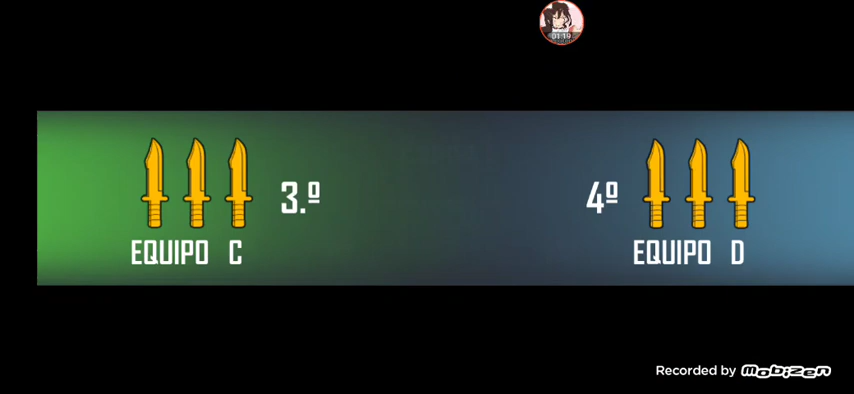 01:19
3.º
4º
EQUIPO C
EQUIPO D
Recorded by Mobizen